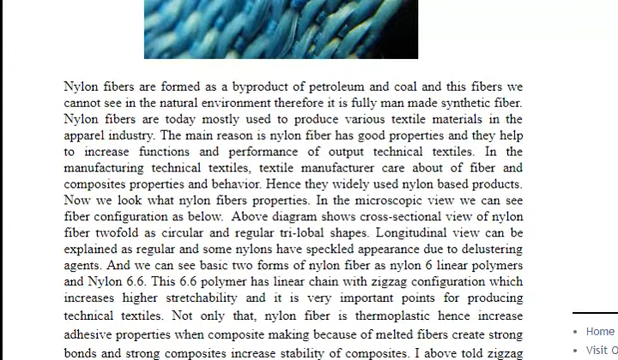 Nylon fibers are formed as a byproduct of petroleum and coal and this fibers we
cannot see in the natural environment therefore it is fully man made synthetic fiber.
Nylon fibers are today mostly used to produce various textile materials in the
apparel industry. The main reason is nylon fiber has good properties and they help
to increase functions and performance of output technical textiles. In the
manufacturing technical textiles, textile manufacturer care about of fiber and
composites properties and behavior. Hence they widely used nylon based products.
Now we look what nylon fibers properties. In the microscopic view we can see
fiber configuration as below. Above diagram shows cross-sectional view of nylon
fiber twofold as circular and regular tri-lobal shapes. Longitudinal view can be
explained as regular and some nylons have speckled appearance due to delustering
agents. And we can see basic two forms of nylon fiber as nylon 6 linear polymers
and Nylon 6.6. This 6.6 polymer has linear chain with zigzag configuration which
increases higher stretchability and it is very important points for producing
technical textiles. Not only that, nylon fiber is thermoplastic hence increase
adhesive properties when composite making because of melted fibers create strong
bonds and strong composites increase stability of composites. I above told zigzag
Home
Visit O